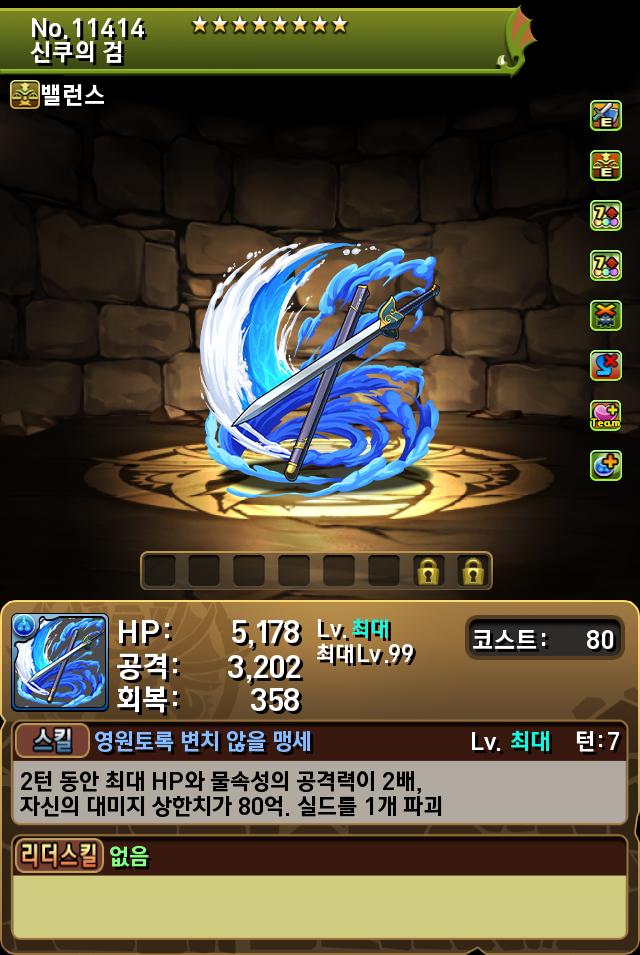 No.11414
신쿠의 검
밸런스
E
E
7
7
Team
HP: 5,178
공격: 3,202
회복: 358
Lv.최대
최대Lv.99
코스트: 80
스킬 영원토록 변치 않을 맹세 Lv. 최대 턴:7
2턴 동안 최대 HP와 물속성의 공격력이 2배,
자신의 대미지 상한치가 80억. 실드를 1개 파괴
리더스킬 없음